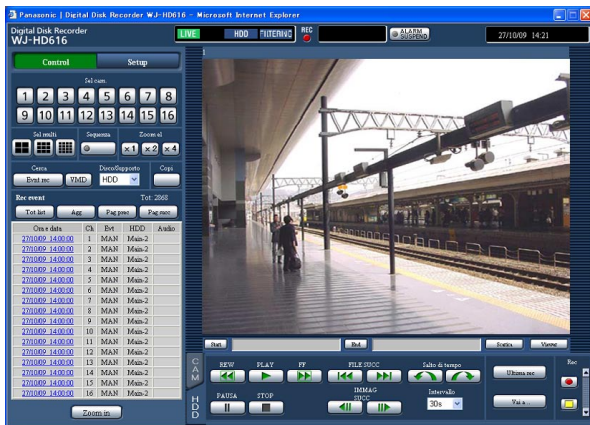 Panasonic | Digital Disk Recorder WJ-HD616 - Microsoft Internet Explorer
Digital Disk Recorder
WJ-HD616
LIVE HDD FILTERING REC ALARM SUSPEND 27/10/09 14:21
Control Setup
1
Sel cam.
1 2 3 4 5 6 7 8
9 10 11 12 13 14 15 16
Sel multi Sequenza Zoom el
x1 x2 x4
Cerca Disco/Supporto Copi
Evnt rec VMD HDD Copy
Rec event Tot: 2868
Tot list Agg Pag prec Pag succ
Ora e data Ch Evt HDD Audio
27/10/09 14:00:00 1 MAN Main-2
27/10/09 14:00:00 2 MAN Main-2
27/10/09 14:00:00 3 MAN Main-2
27/10/09 14:00:00 4 MAN Main-2
27/10/09 14:00:00 5 MAN Main-2
27/10/09 14:00:00 6 MAN Main-2
27/10/09 14:00:00 7 MAN Main-2
27/10/09 14:00:00 8 MAN Main-2
27/10/09 14:00:00 9 MAN Main-2
27/10/09 14:00:00 10 MAN Main-2
27/10/09 14:00:00 11 MAN Main-2
27/10/09 14:00:00 12 MAN Main-2
27/10/09 14:00:00 13 MAN Main-2
27/10/09 14:00:00 14 MAN Main-2
27/10/09 14:00:00 15 MAN Main-2
27/10/09 14:00:00 16 MAN Main-2
Zoom in
Start End Scarica Viewer
CAM
HDD
REW PLAY FF FILE SUCC Salto di tempo Ultima rec Rec
PAUSA STOP IMMAG SUCC Intervallo
30s Vai a ...